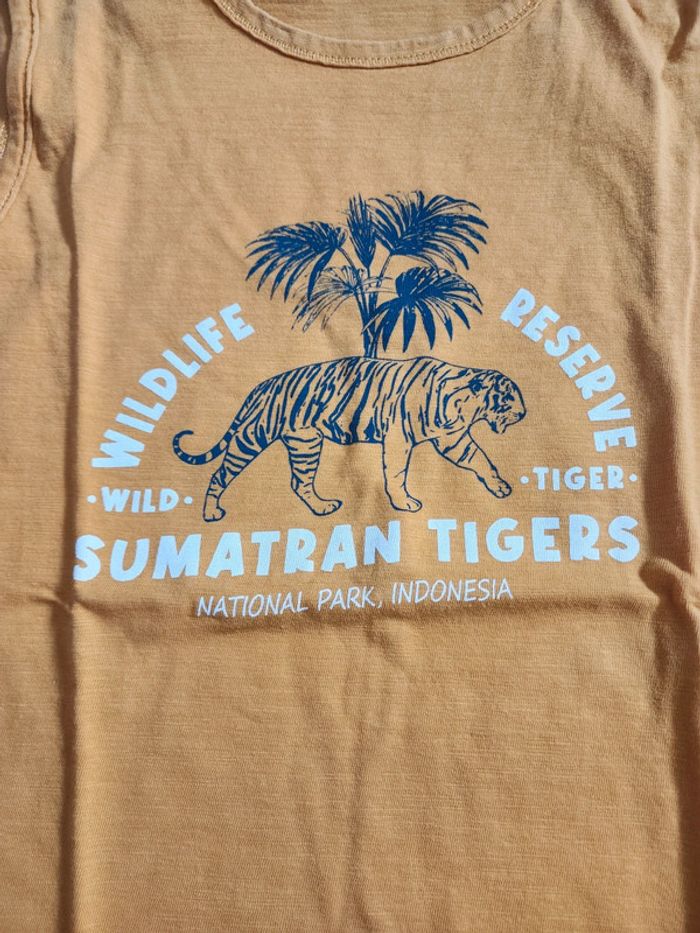 WILDLIFE RESERVE
·WILD· ·TIGER·
SUMATRAN TIGERS
NATIONAL PARK, INDONESIA